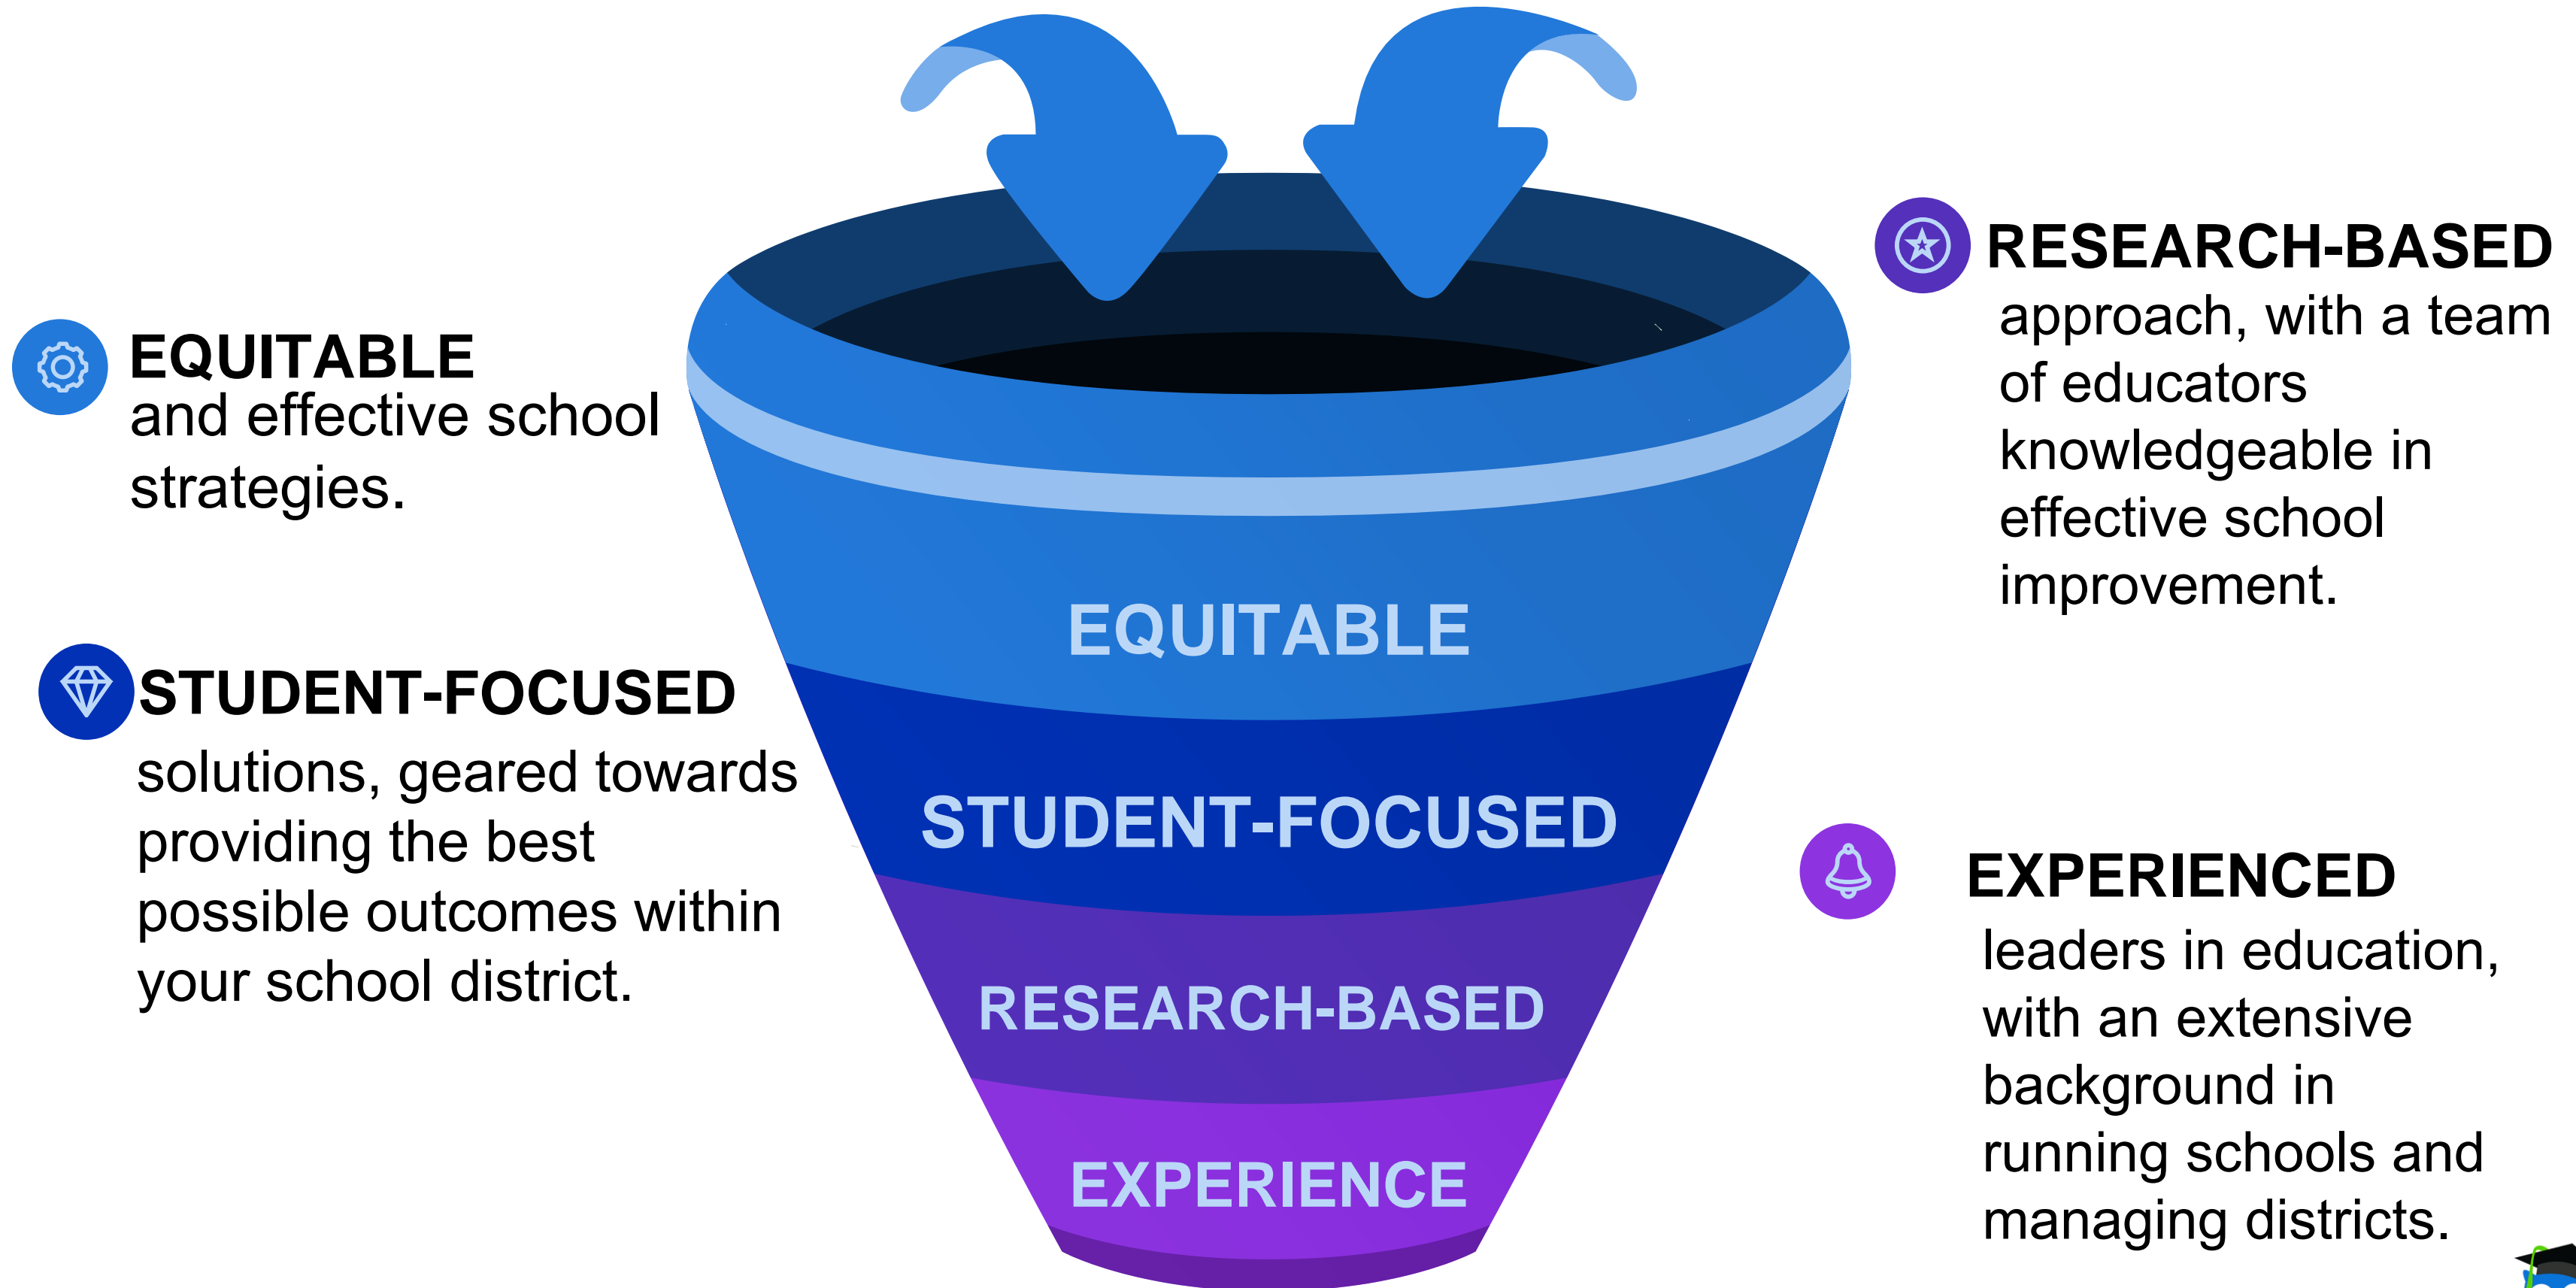 EQUITABLE
and effective school
strategies.
STUDENT-FOCUSED
solutions, geared towards
providing the best
possible outcomes within
your school district.
EQUITABLE
STUDENT-FOCUSED
RESEARCH-BASED
EXPERIENCE
RESEARCH-BASED
approach, with a team
of educators
knowledgeable in
effective school
improvement.
EXPERIENCED
leaders in education,
with an extensive
background in
running schools and
managing districts.